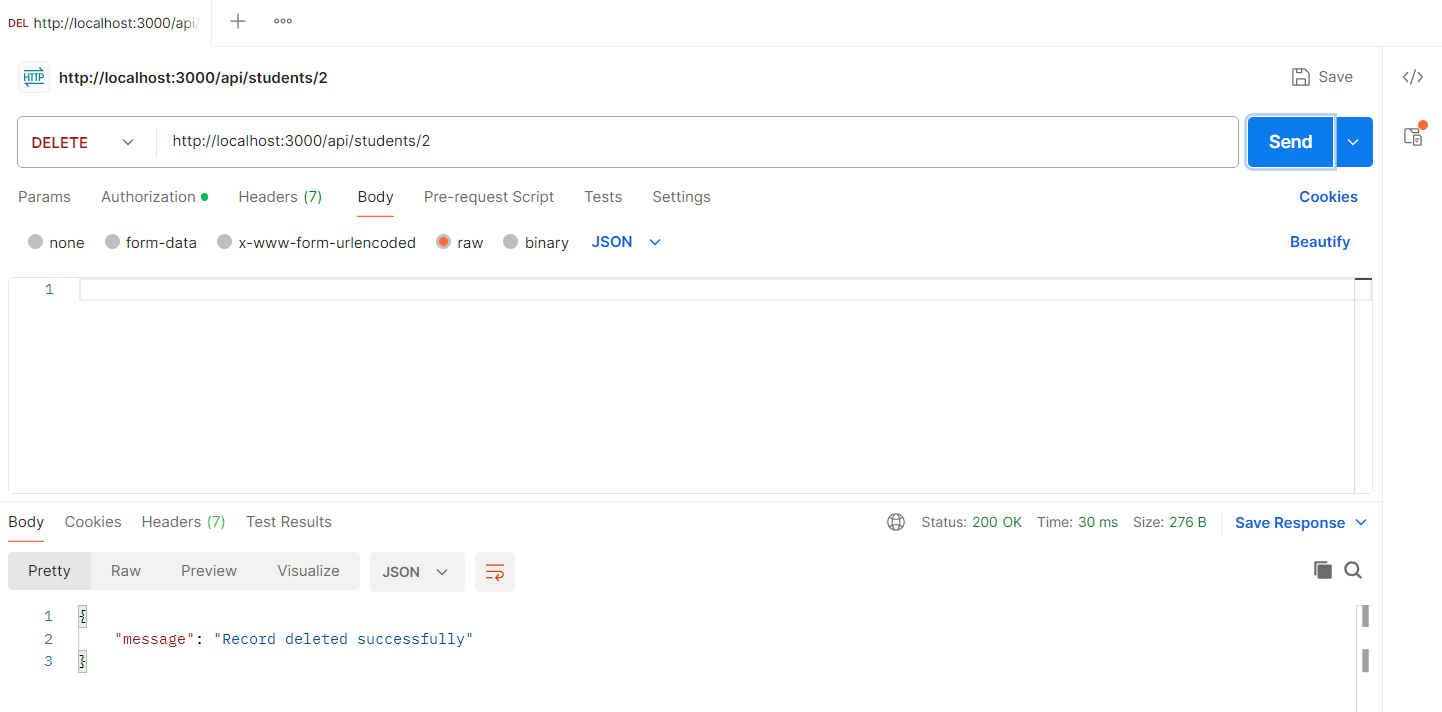 DEL http://localhost:3000/api/
HTTP http://localhost:3000/api/students/2 Save
DELETE http://localhost:3000/api/students/2 Send
Params Authorization Headers (7) Body Pre-request Script Tests Settings Cookies
none form-data x-www-form-urlencoded raw binary JSON Beautify
1
Body Cookies Headers (7) Test Results Status: 200 OK Time: 30 ms Size: 276 B Save Response
Pretty Raw Preview Visualize JSON
1 {
2 "message": "Record deleted successfully"
3 }